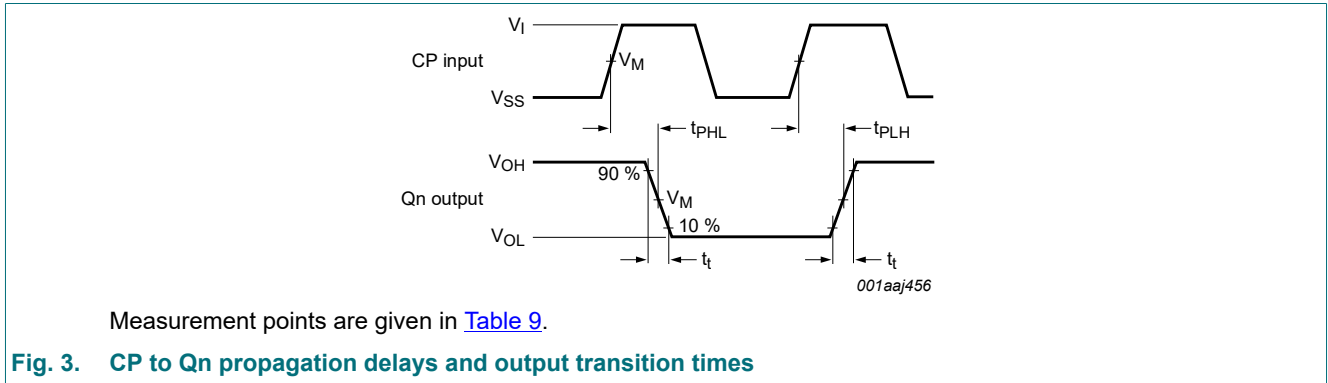 V_I
CP input
V_M
V_SS
t_PHL
t_PLH
V_OH
90 %
Qn output
V_M
10 %
V_OL
t_t
t_t
001aaj456
Measurement points are given in Table 9.
Fig. 3. CP to Qn propagation delays and output transition times